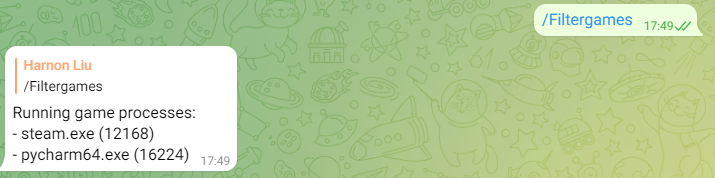 /Filtergames 17:49
Harnon Liu
/Filtergames
Running game processes:
- steam.exe (12168)
- pycharm64.exe (16224) 17:49